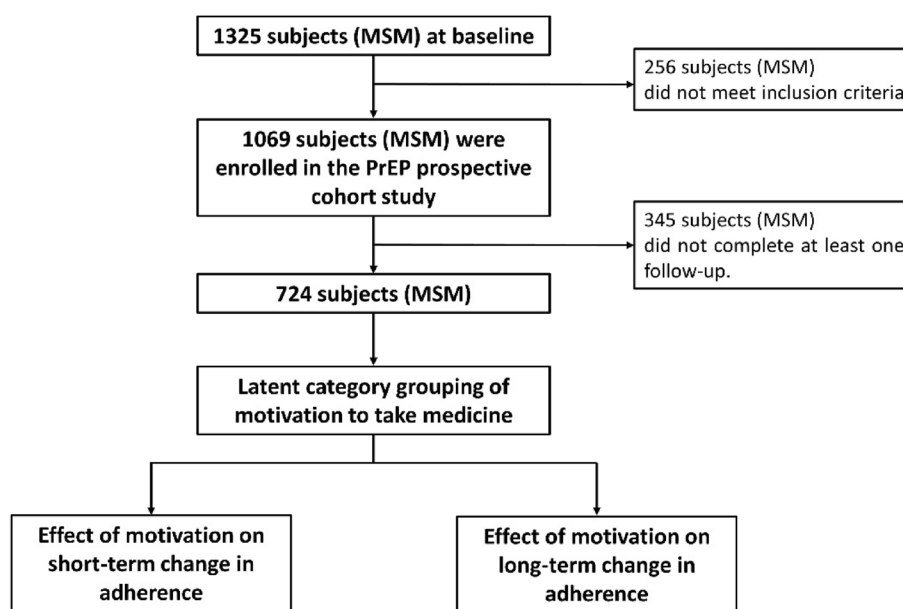 1325 subjects (MSM) at baseline
256 subjects (MSM)
did not meet inclusion criteria
1069 subjects (MSM) were
enrolled in the PrEP prospective
cohort study
345 subjects (MSM)
did not complete at least one
follow-up.
724 subjects (MSM)
Latent category grouping of
motivation to take medicine
Effect of motivation on
short-term change in
adherence
Effect of motivation on
long-term change in
adherence